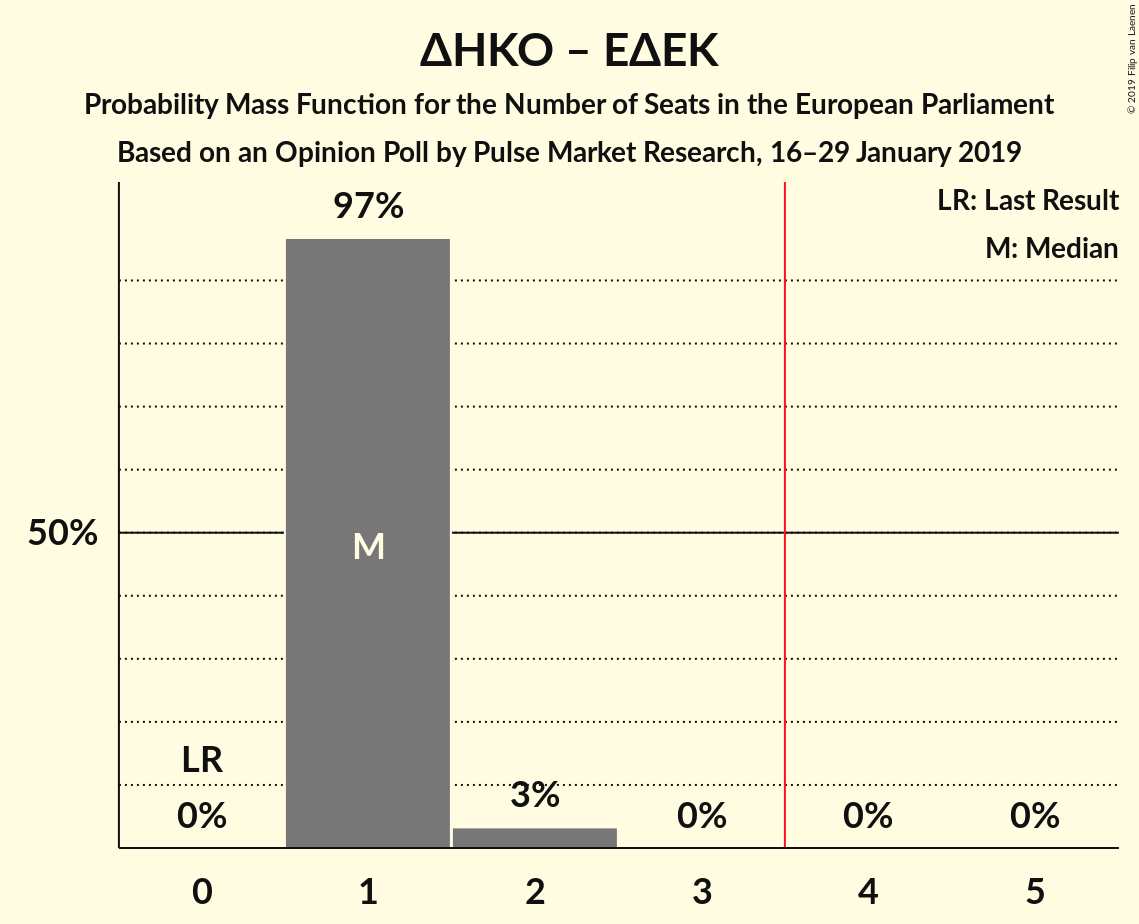 ΔΗΚΟ – ΕΔΕΚ
Probability Mass Function for the Number of Seats in the European Parliament
Based on an Opinion Poll by Pulse Market Research, 16–29 January 2019
© 2019 Filip van Laenen
LR: Last Result
M: Median
97%
50%
M
LR
0%
3%
0%
0%
0%
0
1
2
3
4
5